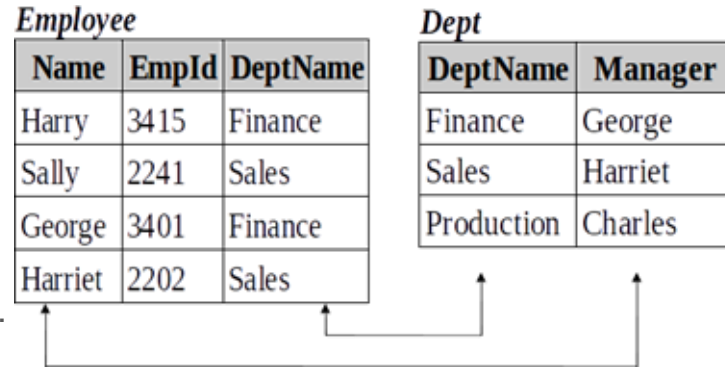 Employee
Name EmpId DeptName
Harry 3415 Finance
Sally 2241 Sales
George 3401 Finance
Harriet 2202 Sales
Dept
DeptName Manager
Finance George
Sales Harriet
Production Charles